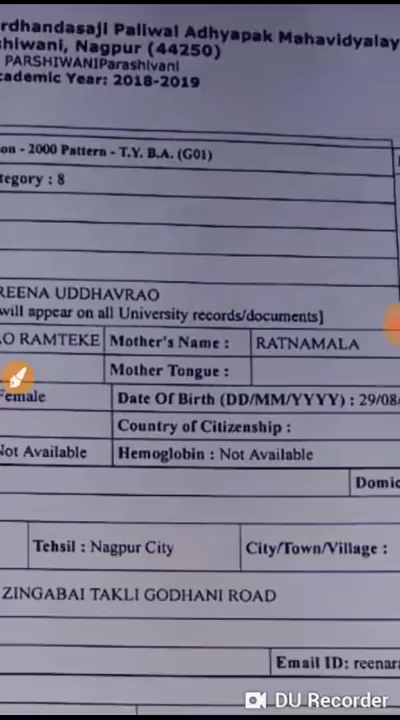 rdhandasaji Paliwal Adhyapak Mahavidyalay
shiwani, Nagpur (44250)
PARSHIWANIParashivani
cademic Year: 2018-2019
on - 2000 Pattern - T.Y. B.A. (G01)
tegory : 8
REENA UDDHAVRAO
will appear on all University records/documents]
O RAMTEKE Mother's Name : RATNAMALA
Mother Tongue :
Female Date Of Birth (DD/MM/YYYY) : 29/08/
Country of Citizenship :
Not Available Hemoglobin : Not Available
Domic
Tehsil : Nagpur City City/Town/Village :
ZINGABAI TAKLI GODHANI ROAD
Email ID: reenara
DU Recorder